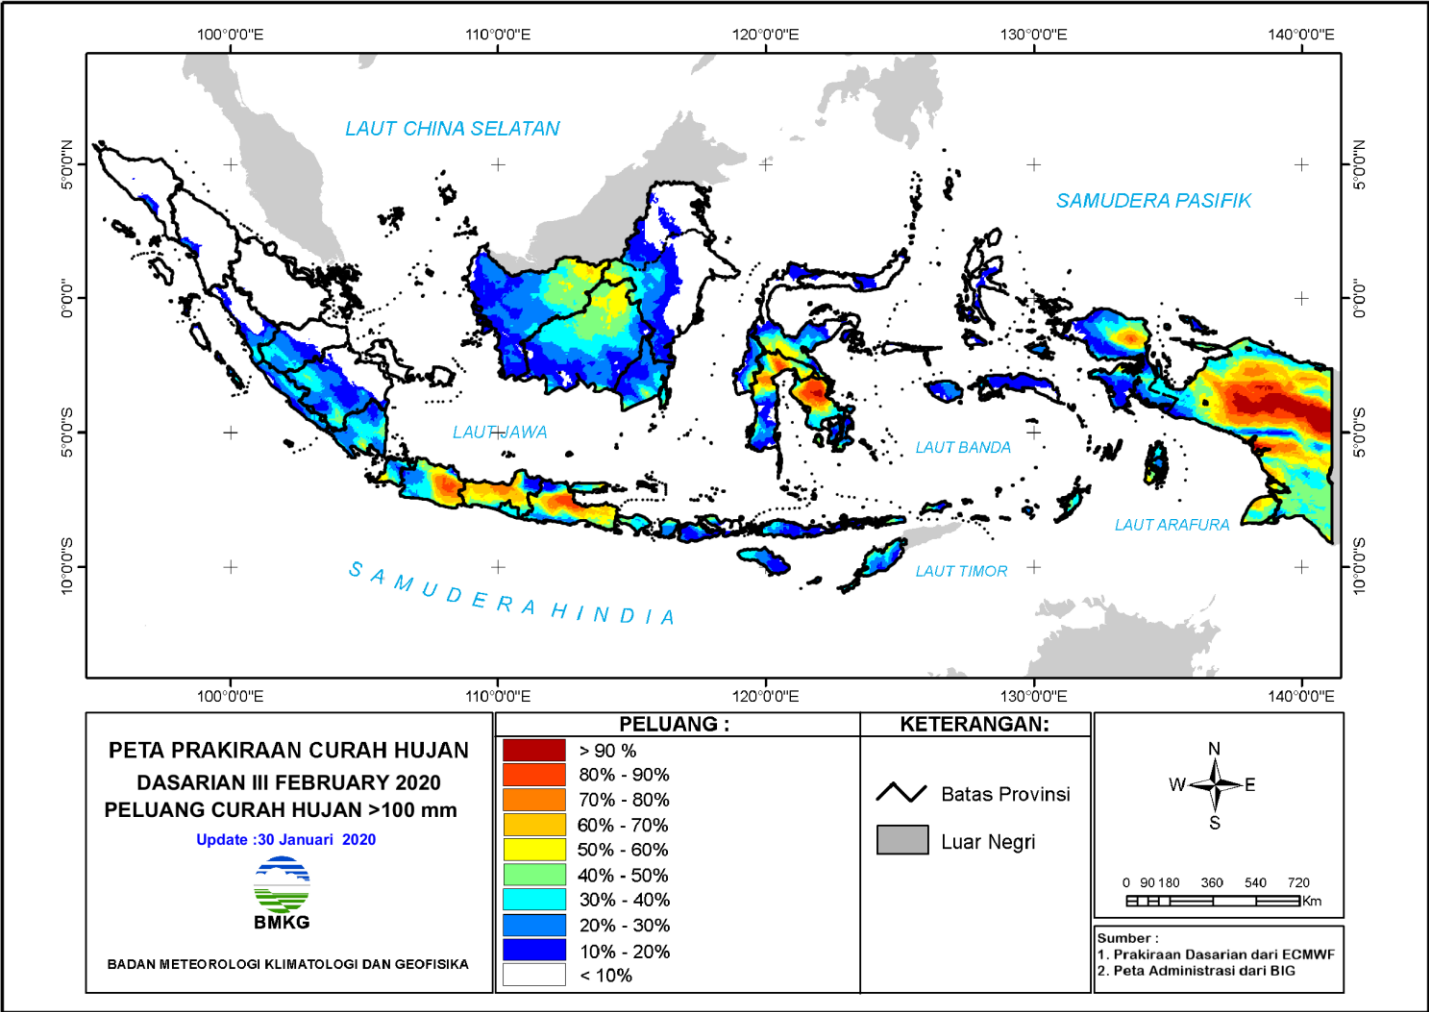 100°0'0"E 110°0'0"E 120°0'0"E 130°0'0"E 140°0'0"E
LAUT CHINA SELATAN
5°0'0"N 5°0'0"N
SAMUDERA PASIFIK
0°0'0" 0°0'0"
LAUT JAWA
LAUT BANDA
5°0'0"S 5°0'0"S
LAUT ARAFURA
LAUT TIMOR
10°0'0"S 10°0'0"S
SAMUDERA HINDIA
100°0'0"E 110°0'0"E 120°0'0"E 130°0'0"E 140°0'0"E
PETA PRAKIRAAN CURAH HUJAN
DASARIAN III FEBRUARY 2020
PELUANG CURAH HUJAN >100 mm
Update :30 Januari 2020
BMKG
BADAN METEOROLOGI KLIMATOLOGI DAN GEOFISIKA
PELUANG :
> 90 %
80% - 90%
70% - 80%
60% - 70%
50% - 60%
40% - 50%
30% - 40%
20% - 30%
10% - 20%
< 10%
KETERANGAN:
Batas Provinsi
Luar Negri
N
W E
S
0 90 180 360 540 720
Km
Sumber :
1. Prakiraan Dasarian dari ECMWF
2. Peta Administrasi dari BIG